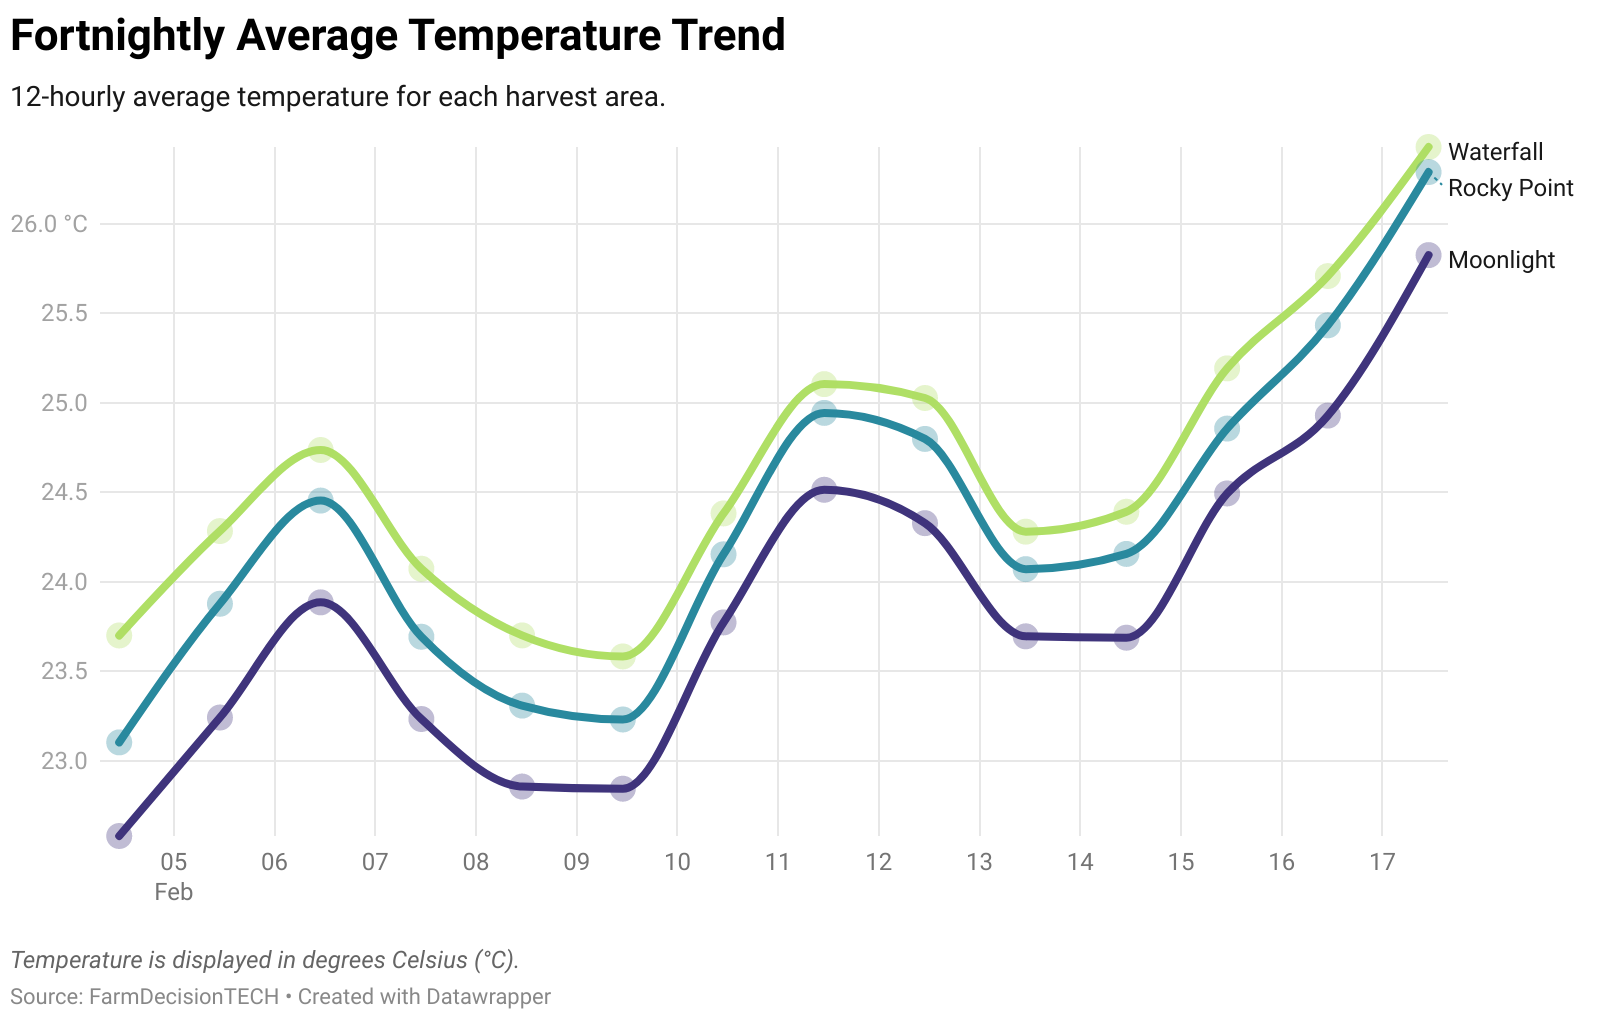 Fortnightly Average Temperature Trend
12-hourly average temperature for each harvest area.
Waterfall
Rocky Point
26.0 °C
Moonlight
25.5
25.0
24.5
24.0
23.5
23.0
05 06 07 08 09 10 11 12 13 14 15 16 17
Feb
Temperature is displayed in degrees Celsius (°C).
Source: FarmDecisionTECH • Created with Datawrapper